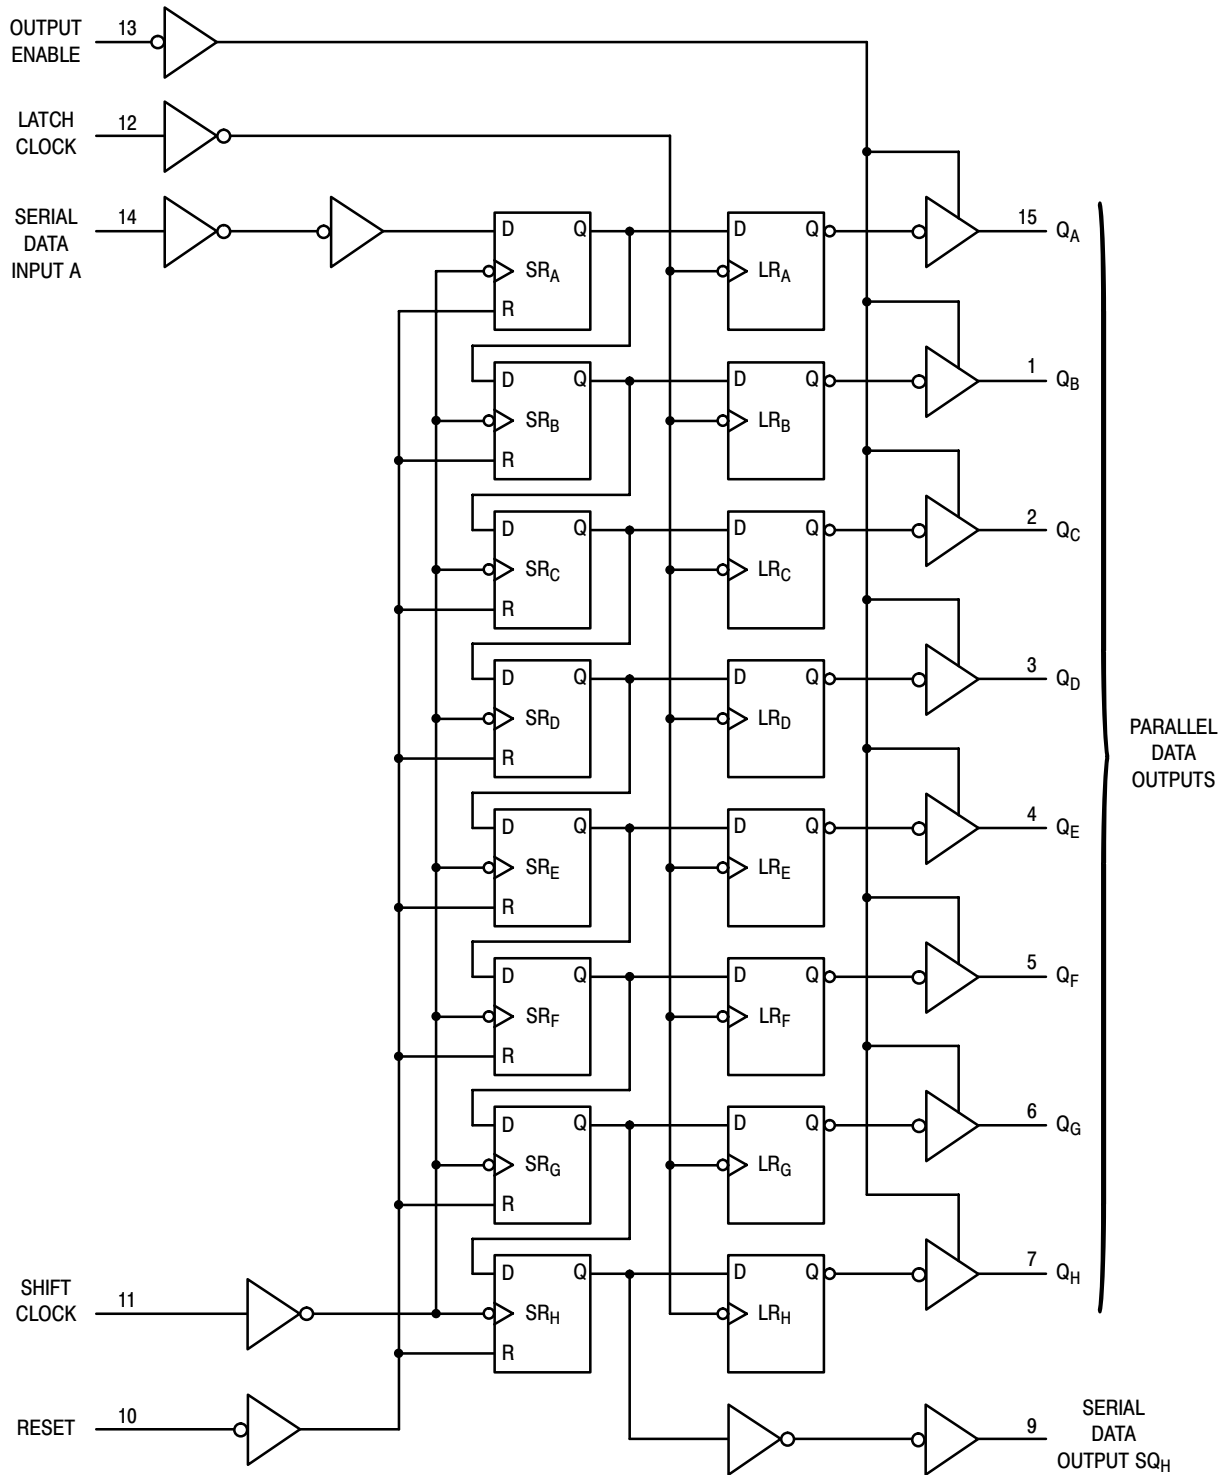 OUTPUT
ENABLE
13
LATCH
CLOCK
12
SERIAL
DATA
INPUT A
14
D Q
SRA
R
D Q
LRA
15
QA
D Q
SRB
R
D Q
LRB
1
QB
D Q
SRC
R
D Q
LRC
2
QC
D Q
SRD
R
D Q
LRD
3
QD
D Q
SRE
R
D Q
LRE
4
QE
D Q
SRF
R
D Q
LRF
5
QF
D Q
SRG
R
D Q
LRG
6
QG
D Q
SRH
R
D Q
LRH
7
QH
PARALLEL
DATA
OUTPUTS
SHIFT
CLOCK
11
RESET
10
9
SERIAL
DATA
OUTPUT SQH